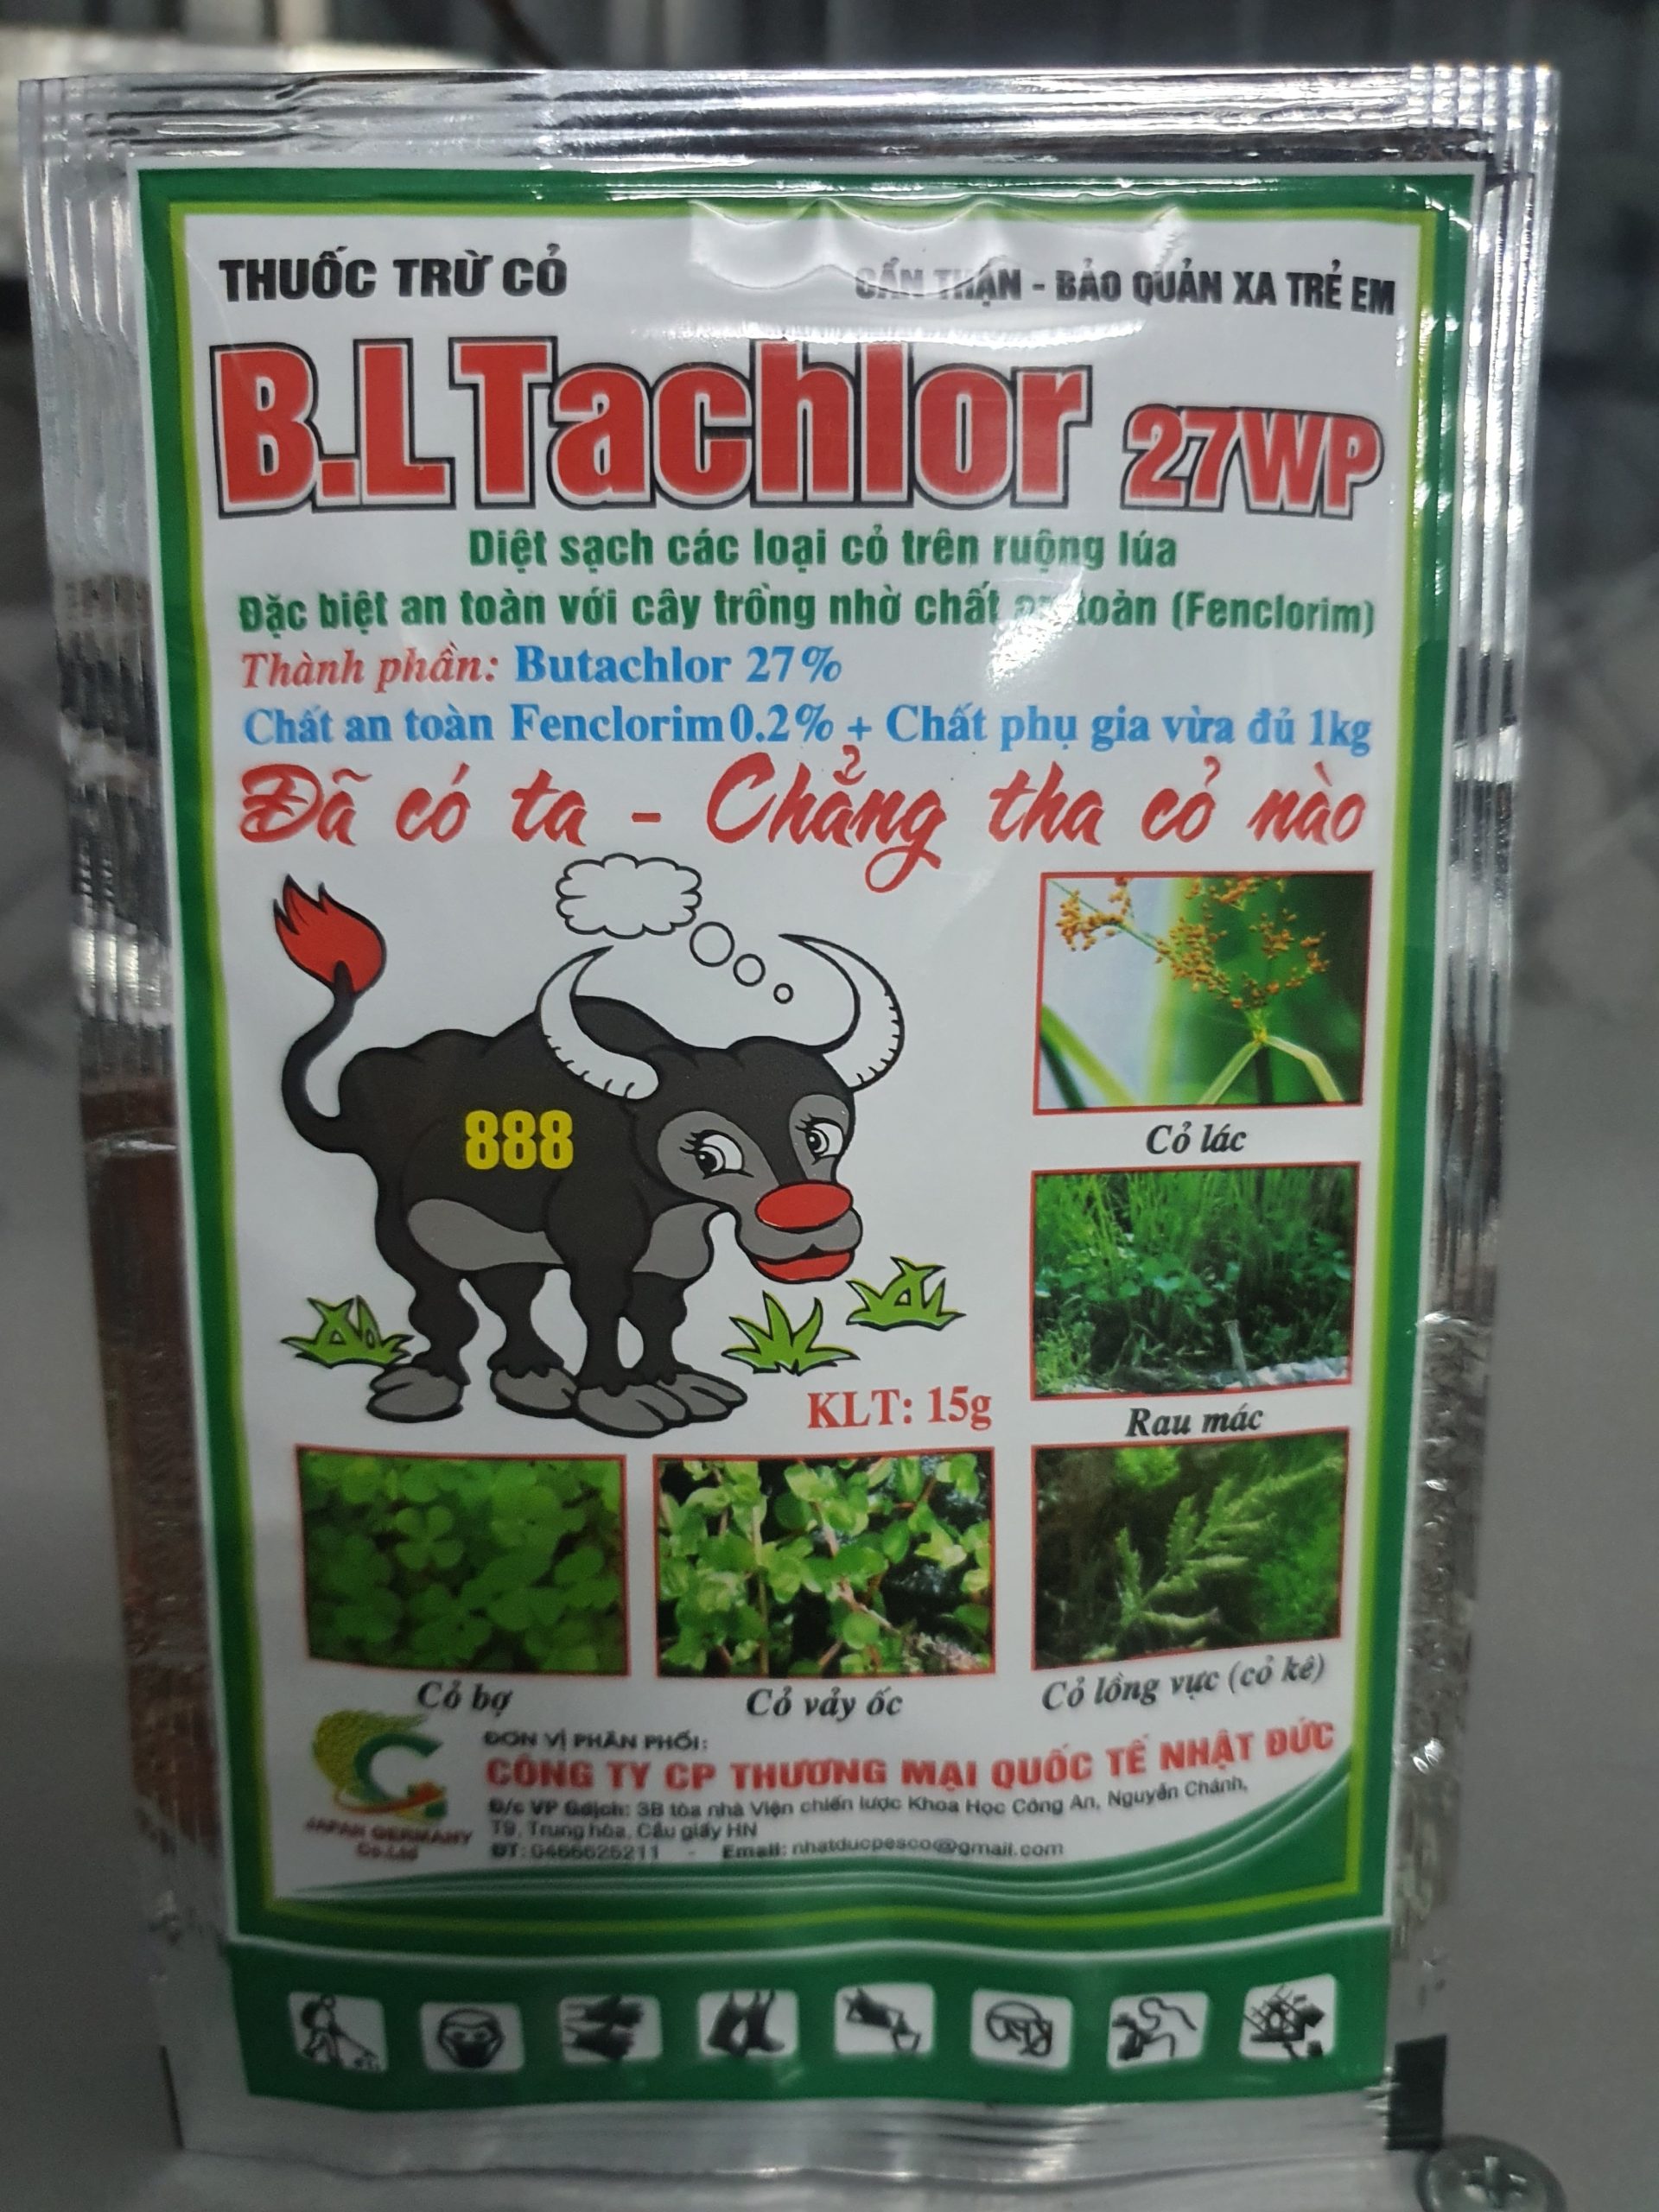 THUỐC TRỪ CỎ
CẨN THẬN - BẢO QUẢN XA TRẺ EM
B.L Tachlor 27WP
Diệt sạch các loại cỏ trên ruộng lúa
Đặc biệt an toàn với cây trồng nhờ chất an toàn (Fenclorim)
Thành phần: Butachlor 27%
Chất an toàn Fenclorim 0.2% + Chất phụ gia vừa đủ 1kg
Đã có ta - Chẳng tha cỏ nào
888
Cỏ lác
Rau mác
KLT: 15g
Cỏ bợ
Cỏ vảy ốc
Cỏ lồng vực (cỏ kê)
ĐƠN VỊ PHÂN PHỐI:
CÔNG TY CP THƯƠNG MẠI QUỐC TẾ NHẬT ĐỨC
Đ/c VP Gdịch: 3B tòa nhà Viện chiến lược Khoa Học Công An, Nguyễn Chánh,
T9, Trung hòa, Cầu giấy HN
ĐT: 0466625211 - Email: nhatducpesco@gmail.com
JAPAN GERMANY
Co.Ltd